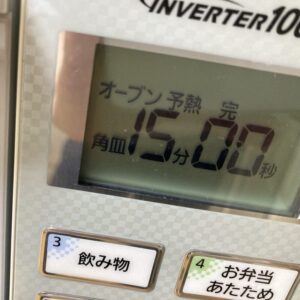 INVERTER100
オーブン 予熱 完
角皿 15分00秒
3 飲み物
4 お弁当
あたため